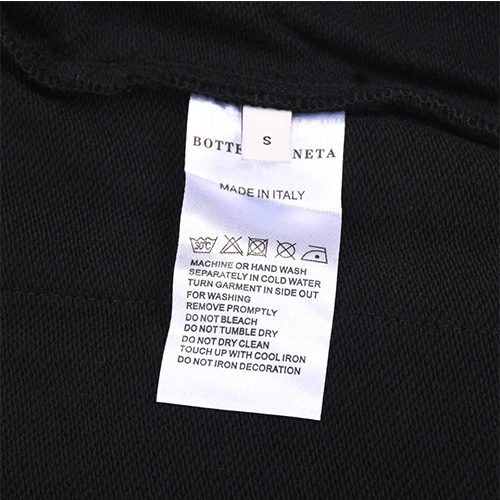 S
BOTTE NETA
MADE IN ITALY
30°C
MACHINE OR HAND WASH
SEPARATELY IN COLD WATER
TURN GARMENT IN SIDE OUT
FOR WASHING
REMOVE PROMPTLY
DO NOT BLEACH
DO NOT TUMBLE DRY
DO NOT DRY CLEAN
TOUCH UP WITH COOL IRON
DO NOT IRON DECORATION